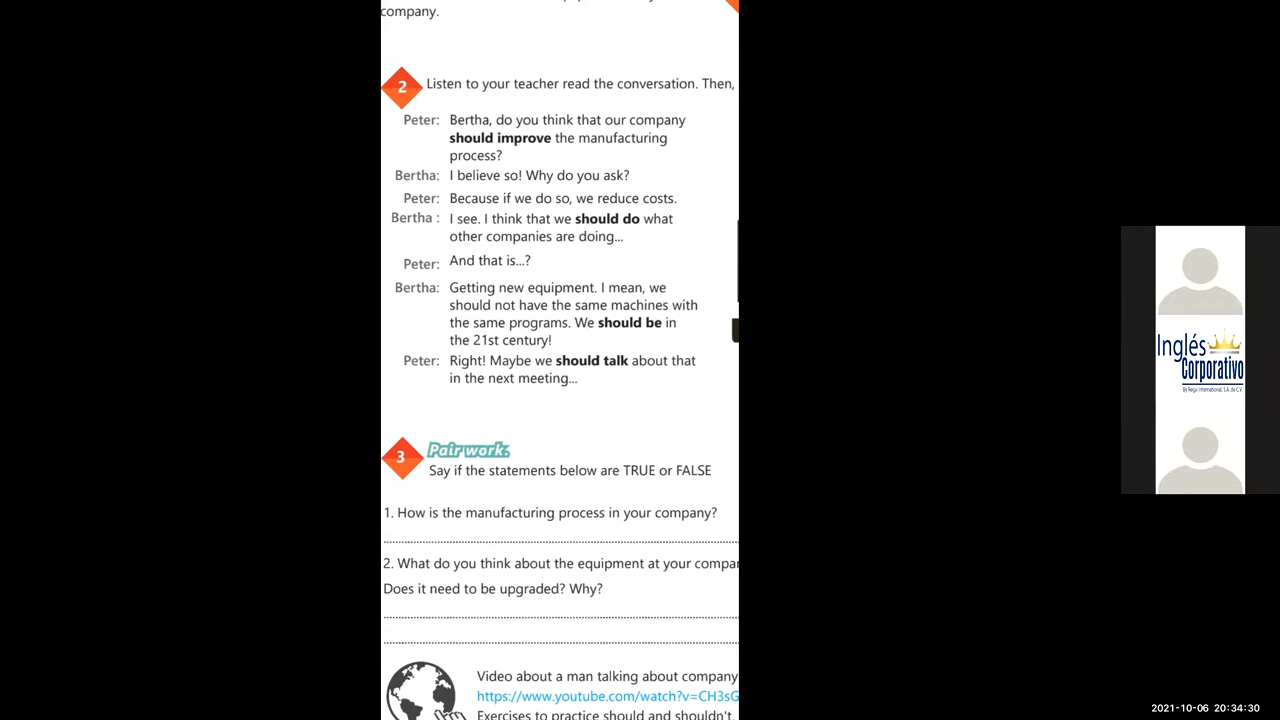 company.
2 Listen to your teacher read the conversation. Then,
Peter: Bertha, do you think that our company
should improve the manufacturing
process?
Bertha: I believe so! Why do you ask?
Peter: Because if we do so, we reduce costs.
Bertha : I see. I think that we should do what
other companies are doing...
Peter: And that is...?
Bertha: Getting new equipment. I mean, we
should not have the same machines with
the same programs. We should be in
the 21st century!
Peter: Right! Maybe we should talk about that
in the next meeting...
3 Pair work.
Say if the statements below are TRUE or FALSE
1. How is the manufacturing process in your company?
2. What do you think about the equipment at your compa
Does it need to be upgraded? Why?
Video about a man talking about company
https://www.youtube.com/watch?v=CH3sG
Exercises to practice should and shouldn't.
Inglés
Corporativo
By Regal International, S.A. de C.V.
2021-10-06 20:34:30